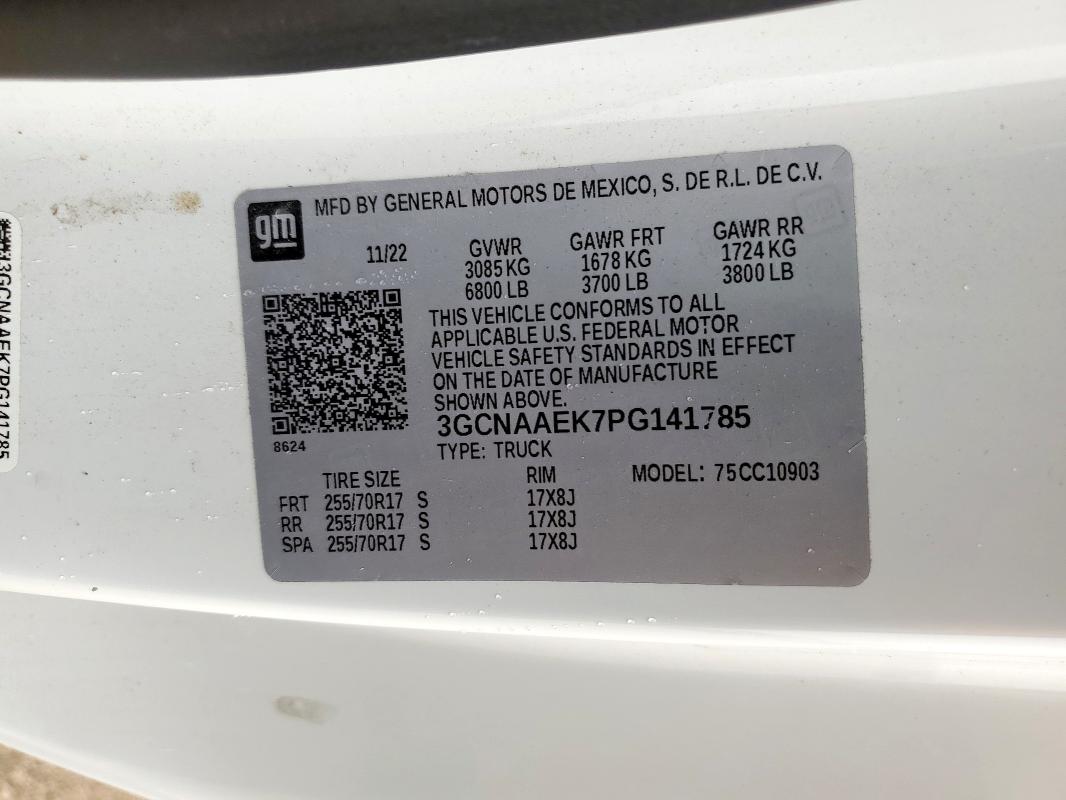 gm
MFD BY GENERAL MOTORS DE MEXICO, S. DE R.L. DE C.V.
11/22 GVWR GAWR FRT GAWR RR
3085 KG 1678 KG 1724 KG
6800 LB 3700 LB 3800 LB
THIS VEHICLE CONFORMS TO ALL
APPLICABLE U.S. FEDERAL MOTOR
VEHICLE SAFETY STANDARDS IN EFFECT
ON THE DATE OF MANUFACTURE
SHOWN ABOVE.
3GCNAAEK7PG141785
8624
TYPE: TRUCK
TIRE SIZE RIM MODEL: 75CC10903
FRT 255/70R17 S 17X8J
RR 255/70R17 S 17X8J
SPA 255/70R17 S 17X8J
3GCNAAEK7PG141785